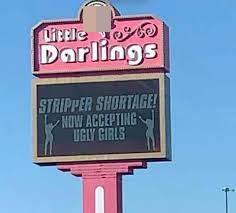 Little
Darlings
STRIPPER SHORTAGE!
NOW ACCEPTING
UGLY GIRLS